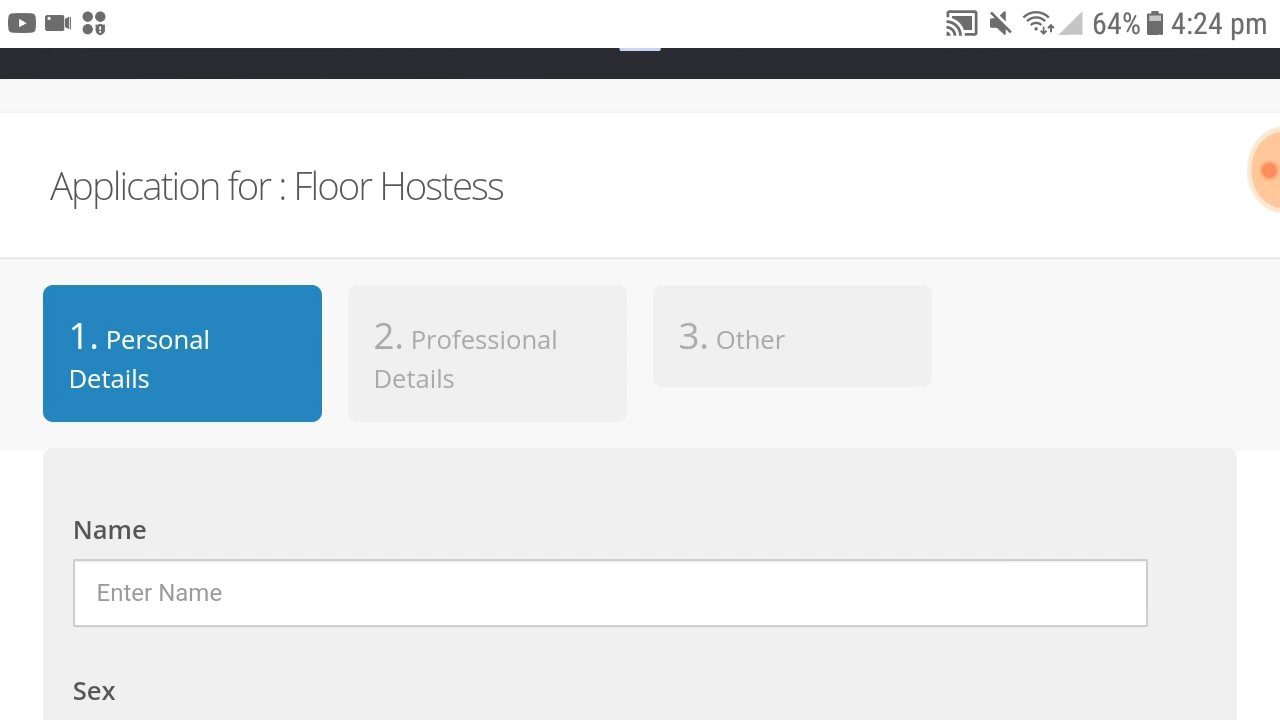 64% 4:24 pm
Application for : Floor Hostess
1. Personal Details
2. Professional Details
3. Other
Name
Enter Name
Sex